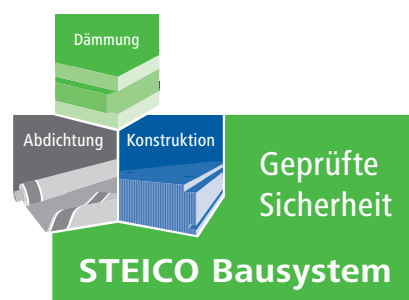 Dämmung
Abdichtung
Konstruktion
Geprüfte
Sicherheit
STEICO Bausystem